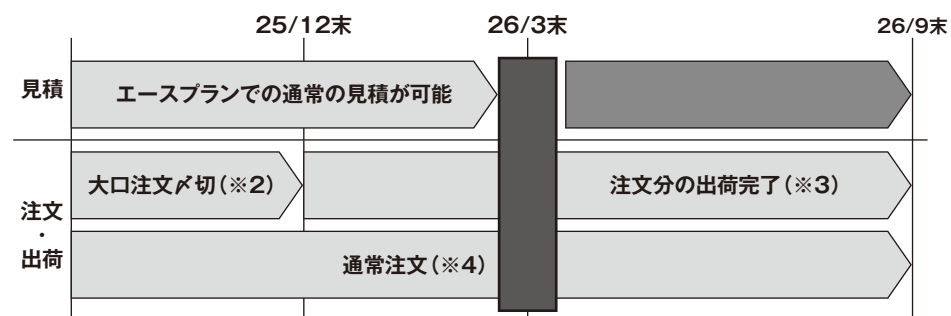 25/12末 26/3末 26/9末
見積 エースプランでの通常の見積が可能
大口注文〆切(※2) 注文分の出荷完了(※3)
注文・出荷
通常注文(※4)